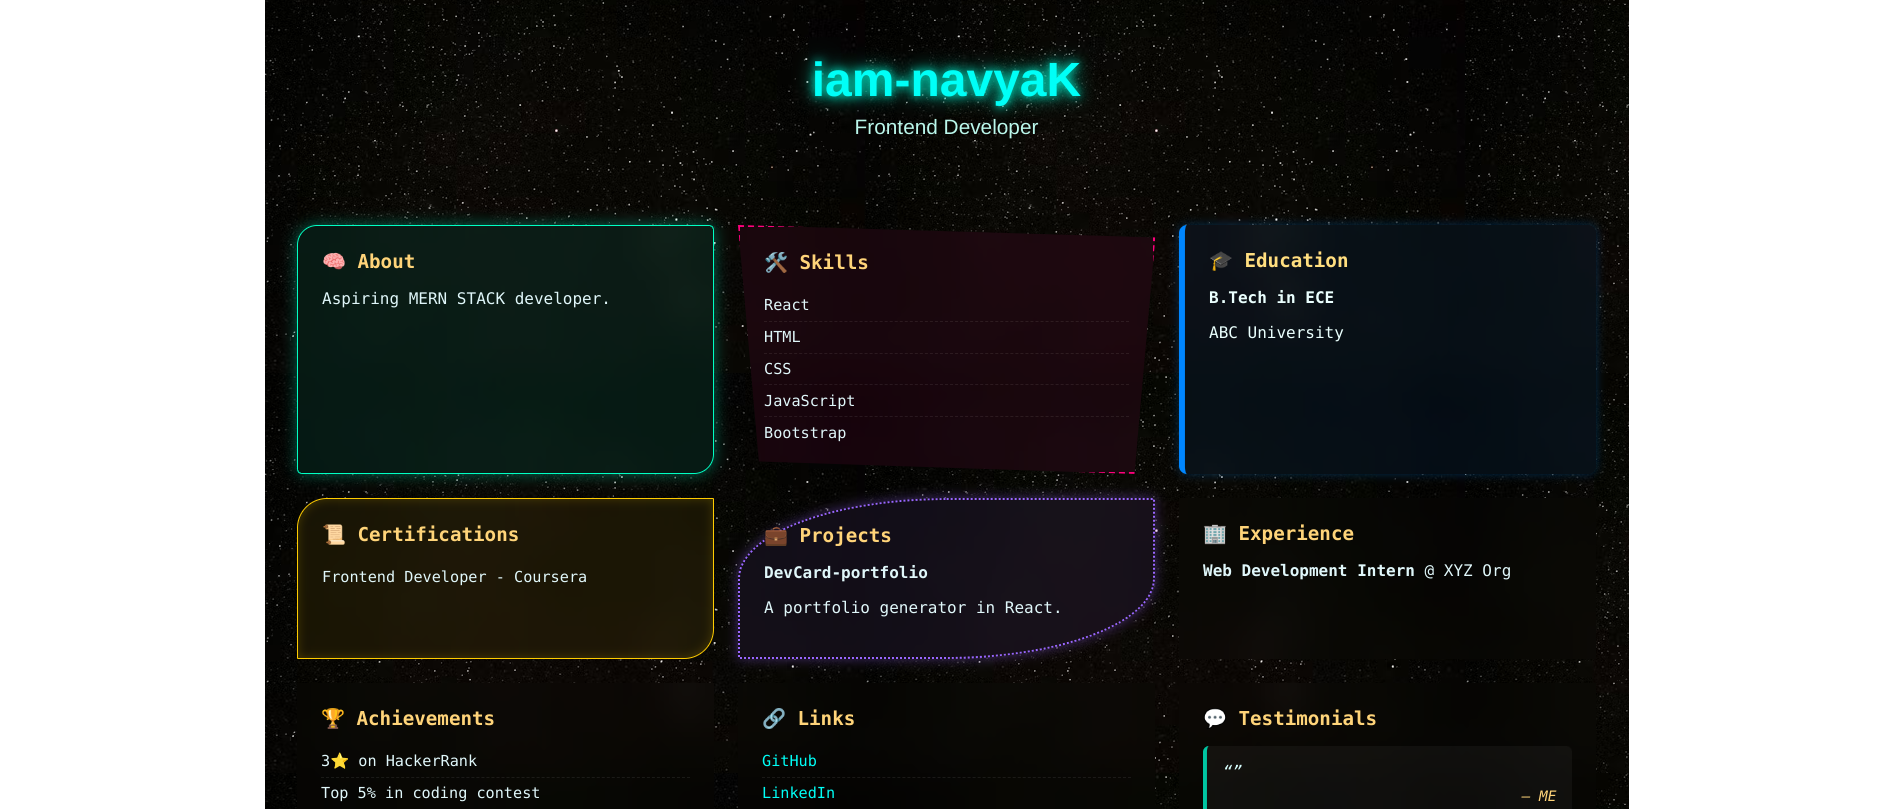 iam-navyaK
Frontend Developer
🧠 About
Aspiring MERN STACK developer.
🛠️ Skills
React
HTML
CSS
JavaScript
Bootstrap
🎓 Education
B.Tech in ECE
ABC University
📜 Certifications
Frontend Developer - Coursera
💼 Projects
DevCard-portfolio
A portfolio generator in React.
🏢 Experience
Web Development Intern @ XYZ Org
🏆 Achievements
3⭐ on HackerRank
Top 5% in coding contest
🔗 Links
GitHub
LinkedIn
💬 Testimonials
“”
— ME